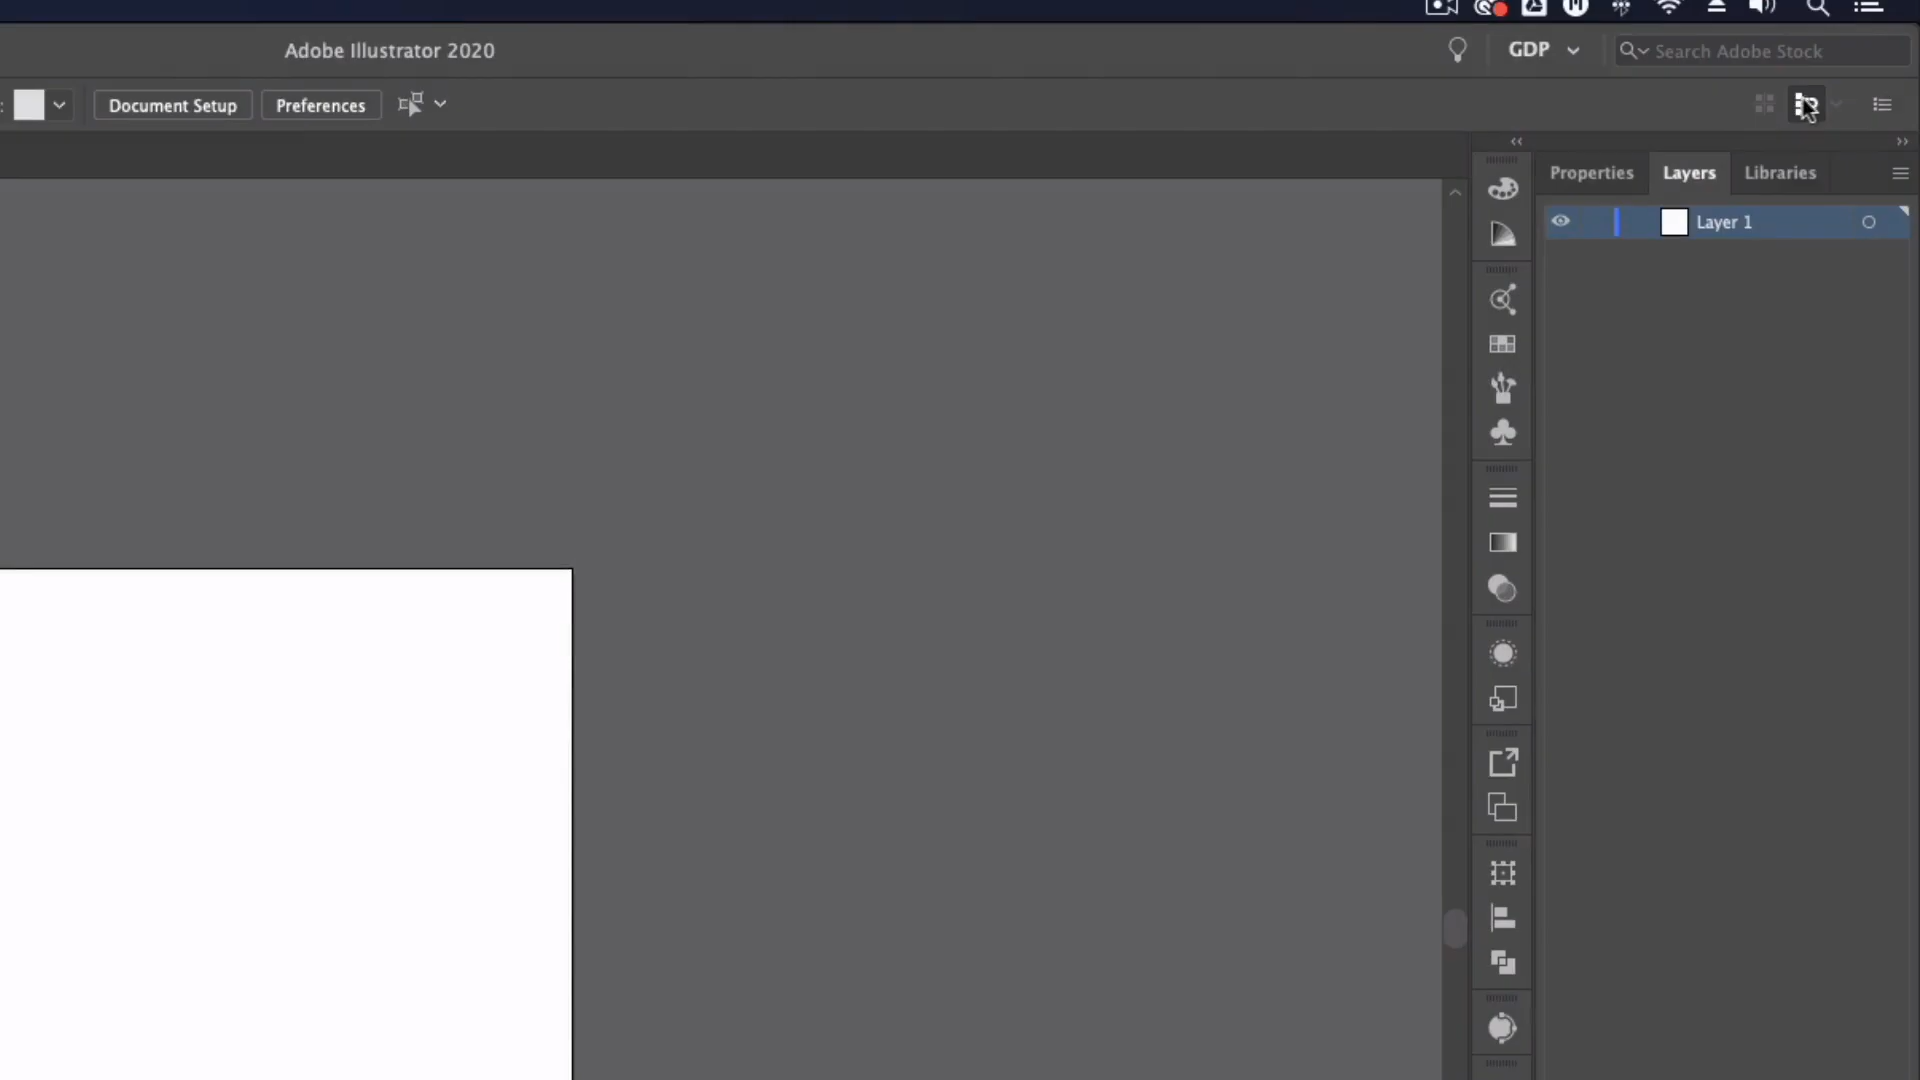 Adobe Illustrator 2020
GDP
Search Adobe Stock
:
Document Setup
Preferences
Properties
Layers
Libraries
Layer 1